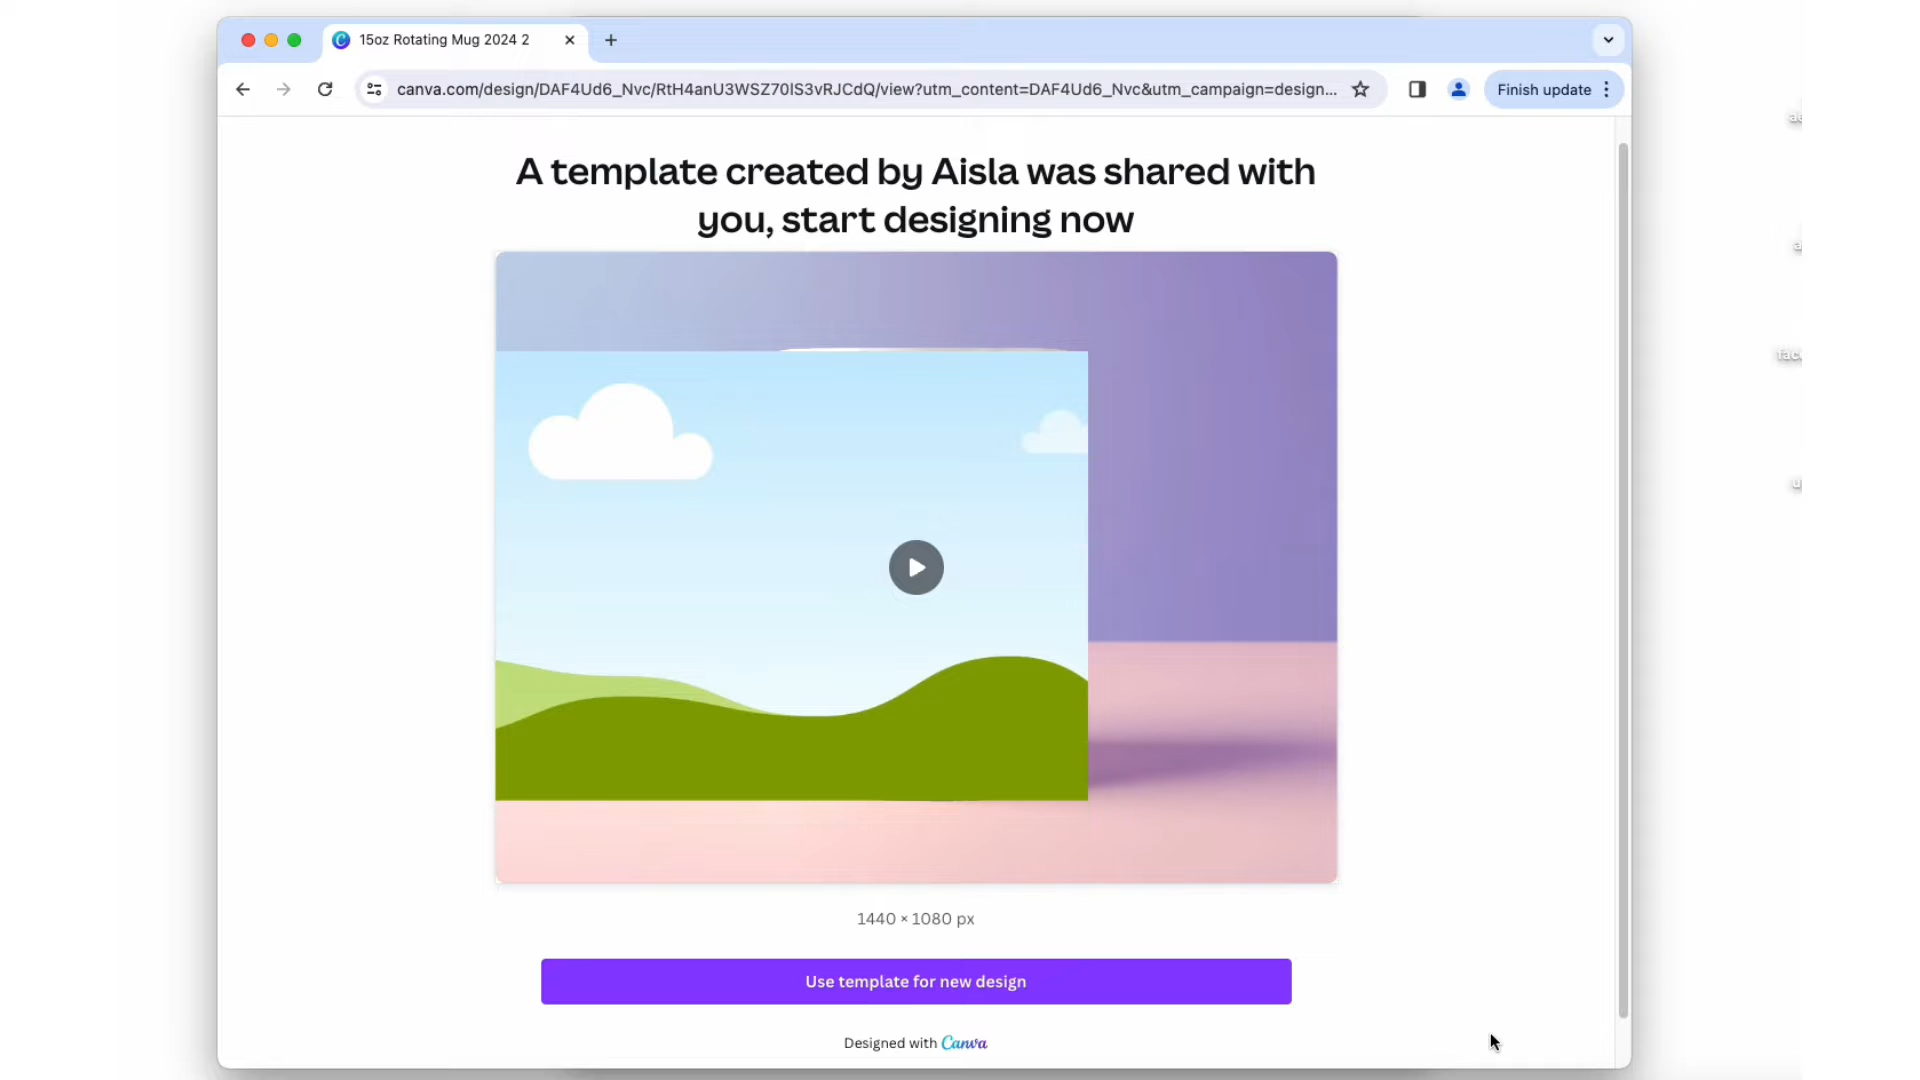 15oz Rotating Mug 2024 2
canva.com/design/DAF4Ud6_Nvc/RtH4anU3WSZ70lS3vRJCdQ/view?utm_content=DAF4Ud6_Nvc&utm_campaign=design...
Finish update
A template created by Aisla was shared with
you, start designing now
1440 × 1080 px
Use template for new design
Designed with Canva